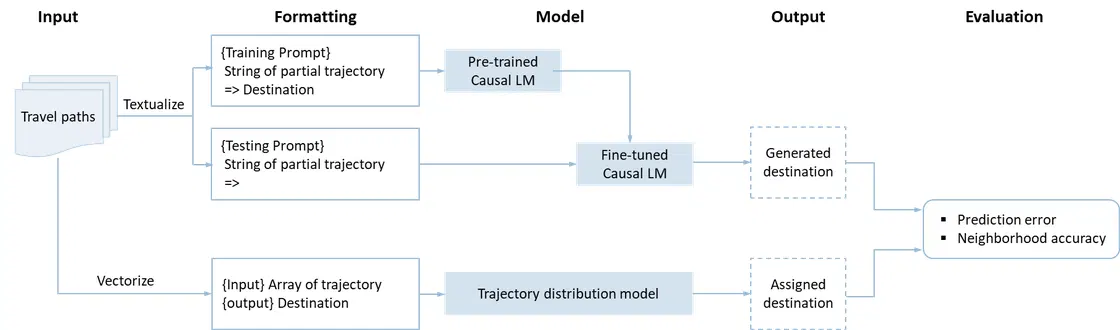 Input
Formatting
Model
Output
Evaluation
{Training Prompt}
String of partial trajectory
=> Destination
Pre-trained
Causal LM
Travel paths
Textualize
{Testing Prompt}
String of partial trajectory
=>
Fine-tuned
Causal LM
Generated
destination
▪ Prediction error
▪ Neighborhood accuracy
Vectorize
{Input} Array of trajectory
{output} Destination
Trajectory distribution model
Assigned
destination